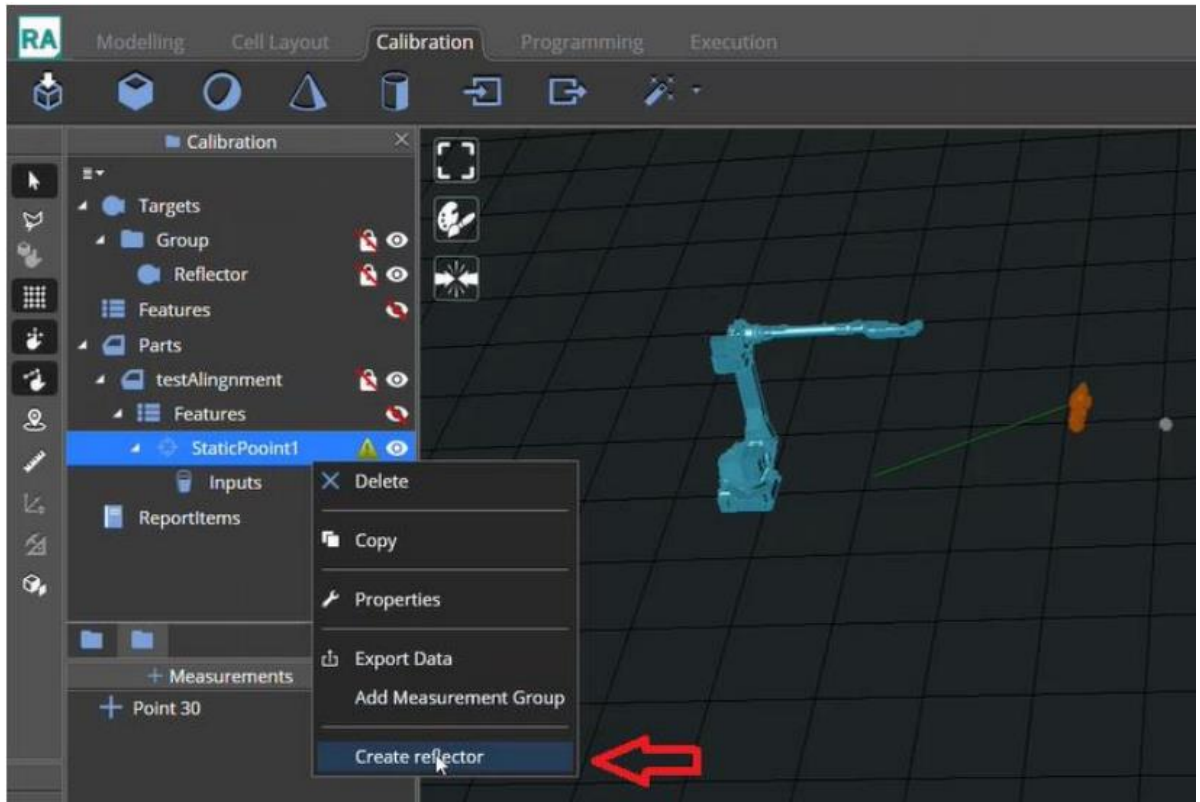 RA
Modelling Cell Layout Calibration Programming Execution
Calibration
Targets
Group
Reflector
Features
Parts
testAlingnment
Features
StaticPooint1
Inputs
ReportItems
Delete
Copy
Properties
Export Data
Add Measurement Group
Create reflector
Measurements
Point 30